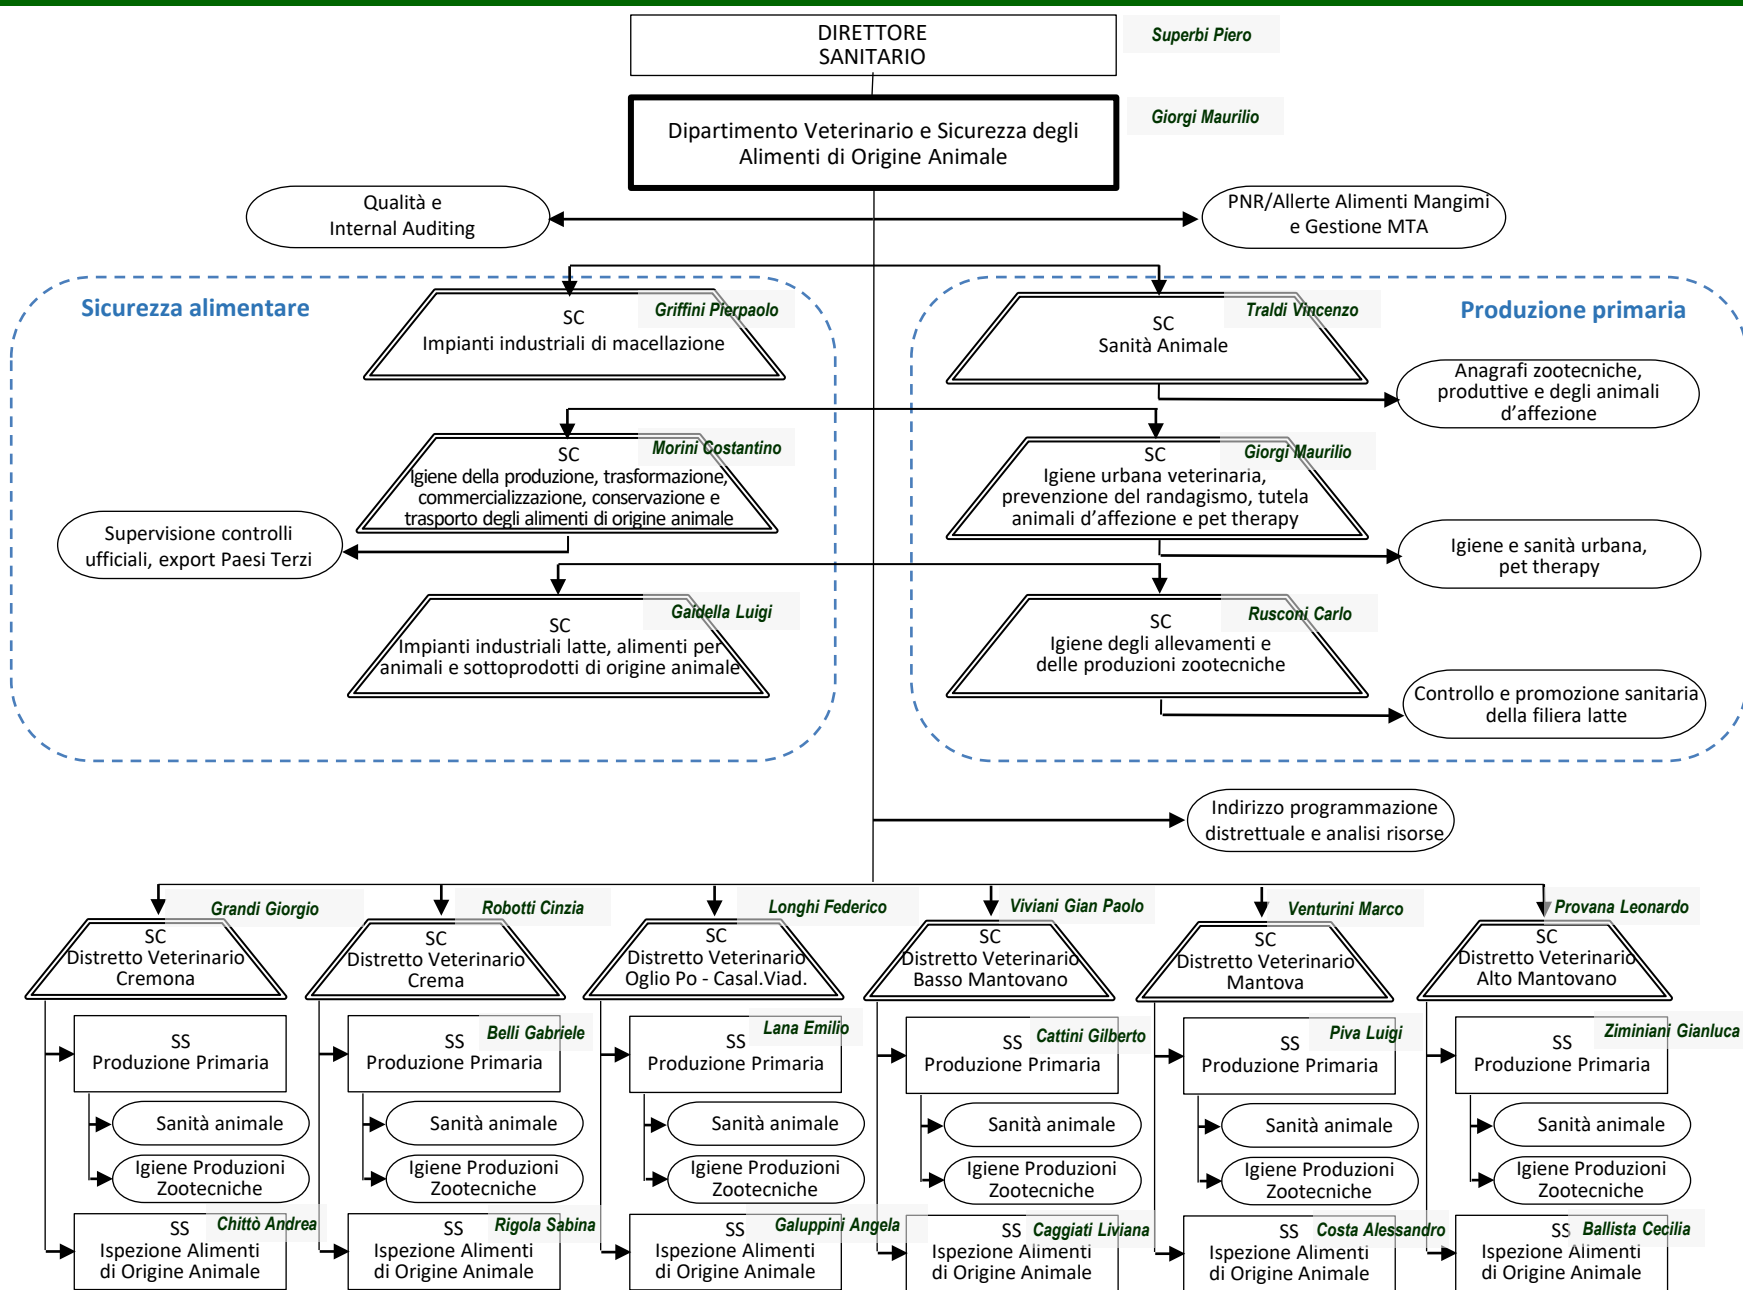 DIRETTORE
SANITARIO
Superbi Piero
Dipartimento Veterinario e Sicurezza degli
Alimenti di Origine Animale
Giorgi Maurilio
Qualità e
Internal Auditing
PNR/Allerte Alimenti Mangimi
e Gestione MTA
Sicurezza alimentare
Griffini Pierpaolo
SC
Impianti industriali di macellazione
Traldi Vincenzo
SC
Sanità Animale
Produzione primaria
Anagrafi zootecniche,
produttive e degli animali
d'affezione
Morini Costantino
SC
Igiene della produzione, trasformazione,
commercializzazione, conservazione e
trasporto degli alimenti di origine animale
Giorgi Maurilio
SC
Igiene urbana veterinaria,
prevenzione del randagismo, tutela
animali d'affezione e pet therapy
Supervisione controlli
ufficiali, export Paesi Terzi
Igiene e sanità urbana,
pet therapy
Gaidella Luigi
SC
Impianti industriali latte, alimenti per
animali e sottoprodotti di origine animale
Rusconi Carlo
SC
Igiene degli allevamenti e
delle produzioni zootecniche
Controllo e promozione sanitaria
della filiera latte
Indirizzo programmazione
distrettuale e analisi risorse
Grandi Giorgio
SC
Distretto Veterinario
Cremona
Robotti Cinzia
SC
Distretto Veterinario
Crema
Longhi Federico
SC
Distretto Veterinario
Oglio Po - Casal.Viad.
Viviani Gian Paolo
SC
Distretto Veterinario
Basso Mantovano
Venturini Marco
SC
Distretto Veterinario
Mantova
Provana Leonardo
SC
Distretto Veterinario
Alto Mantovano
SS
Produzione Primaria
Belli Gabriele
SS
Produzione Primaria
Lana Emilio
SS
Produzione Primaria
Cattini Gilberto
SS
Produzione Primaria
Piva Luigi
SS
Produzione Primaria
Ziminiani Gianluca
SS
Produzione Primaria
Sanità animale
Sanità animale
Sanità animale
Sanità animale
Sanità animale
Sanità animale
Igiene Produzioni
Zootecniche
Igiene Produzioni
Zootecniche
Igiene Produzioni
Zootecniche
Igiene Produzioni
Zootecniche
Igiene Produzioni
Zootecniche
Igiene Produzioni
Zootecniche
Chittò Andrea
SS
Ispezione Alimenti
di Origine Animale
Rigola Sabina
SS
Ispezione Alimenti
di Origine Animale
Galuppini Angela
SS
Ispezione Alimenti
di Origine Animale
Caggiati Liviana
SS
Ispezione Alimenti
di Origine Animale
Costa Alessandro
SS
Ispezione Alimenti
di Origine Animale
Ballista Cecilia
SS
Ispezione Alimenti
di Origine Animale